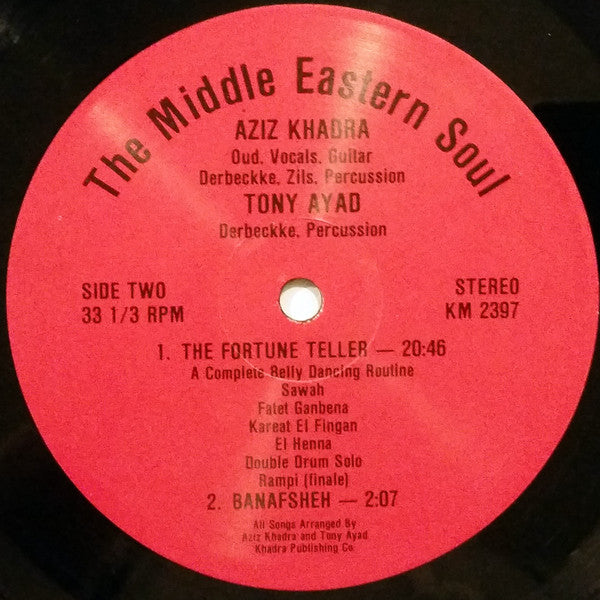 The Middle Eastern Soul
AZIZ KHADRA
Oud, Vocals, Guitar
Derbeckke, Zils, Percussion
TONY AYAD
Derbeckke, Percussion
SIDE TWO
33 1/3 RPM
STEREO
KM 2397
1. THE FORTUNE TELLER — 20:46
A Complete Belly Dancing Routine
Sawah
Fatet Ganbena
Kareat El Fingan
El Henna
Double Drum Solo
Rampi (finale)
2. BANAFSHEH — 2:07
All Songs Arranged By
Aziz Khadra and Tony Ayad
Khadra Publishing Co.